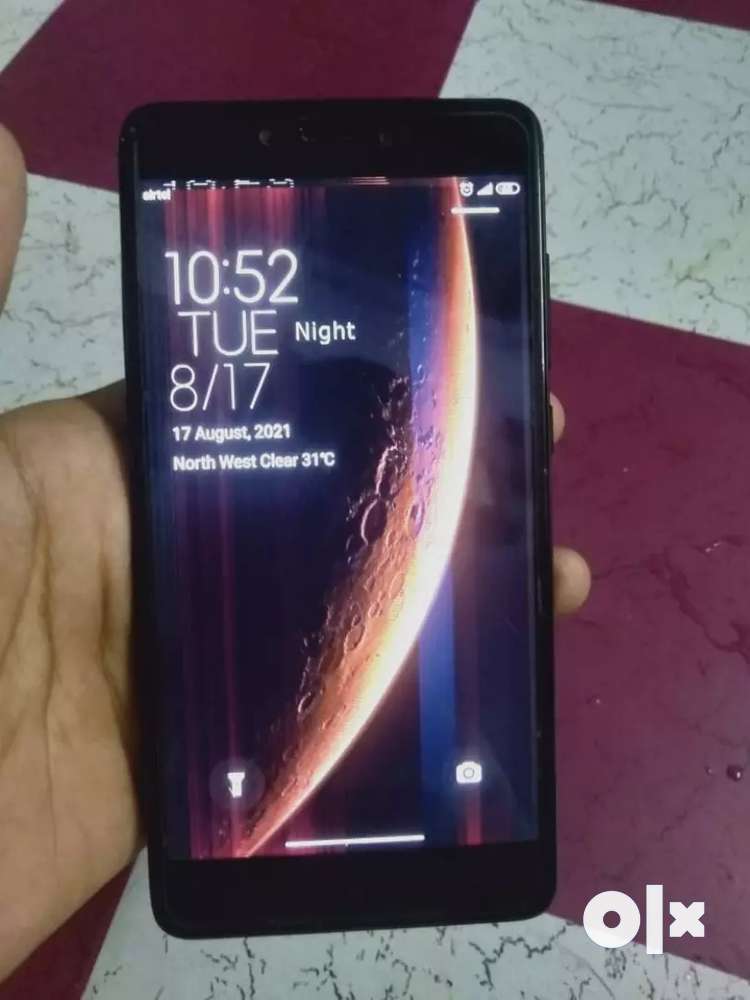 airtel
10:52
TUE Night
8/17
17 August, 2021
North West Clear 31°C
olx